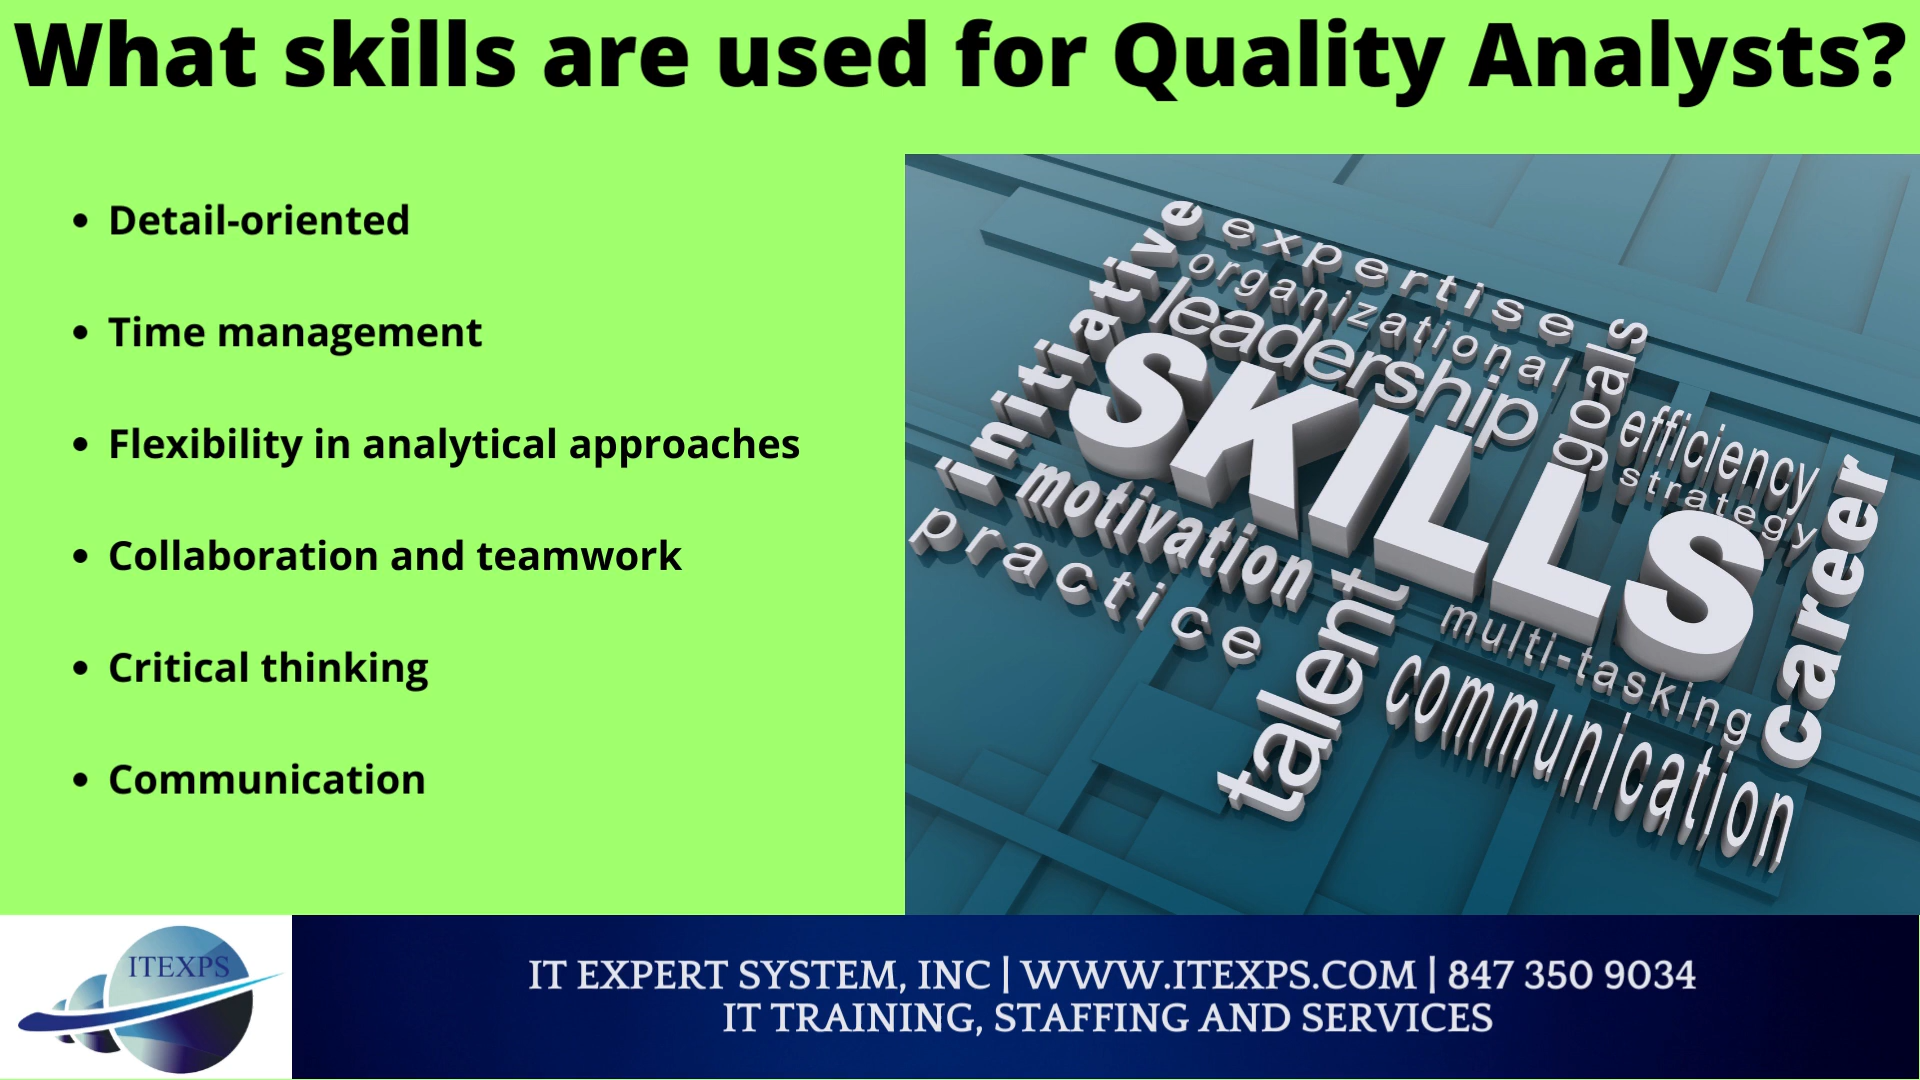 What skills are used for Quality Analysts?
• Detail-oriented
• Time management
• Flexibility in analytical approaches
• Collaboration and teamwork
• Critical thinking
• Communication
expertise
organizational
leadership
initiative
SKILLS
goals
efficiency
strategy
career
motivation
practice
talent
multi-tasking
communication
ITEXPS
IT EXPERT SYSTEM, INC | WWW.ITEXPS.COM | 847 350 9034
IT TRAINING, STAFFING AND SERVICES